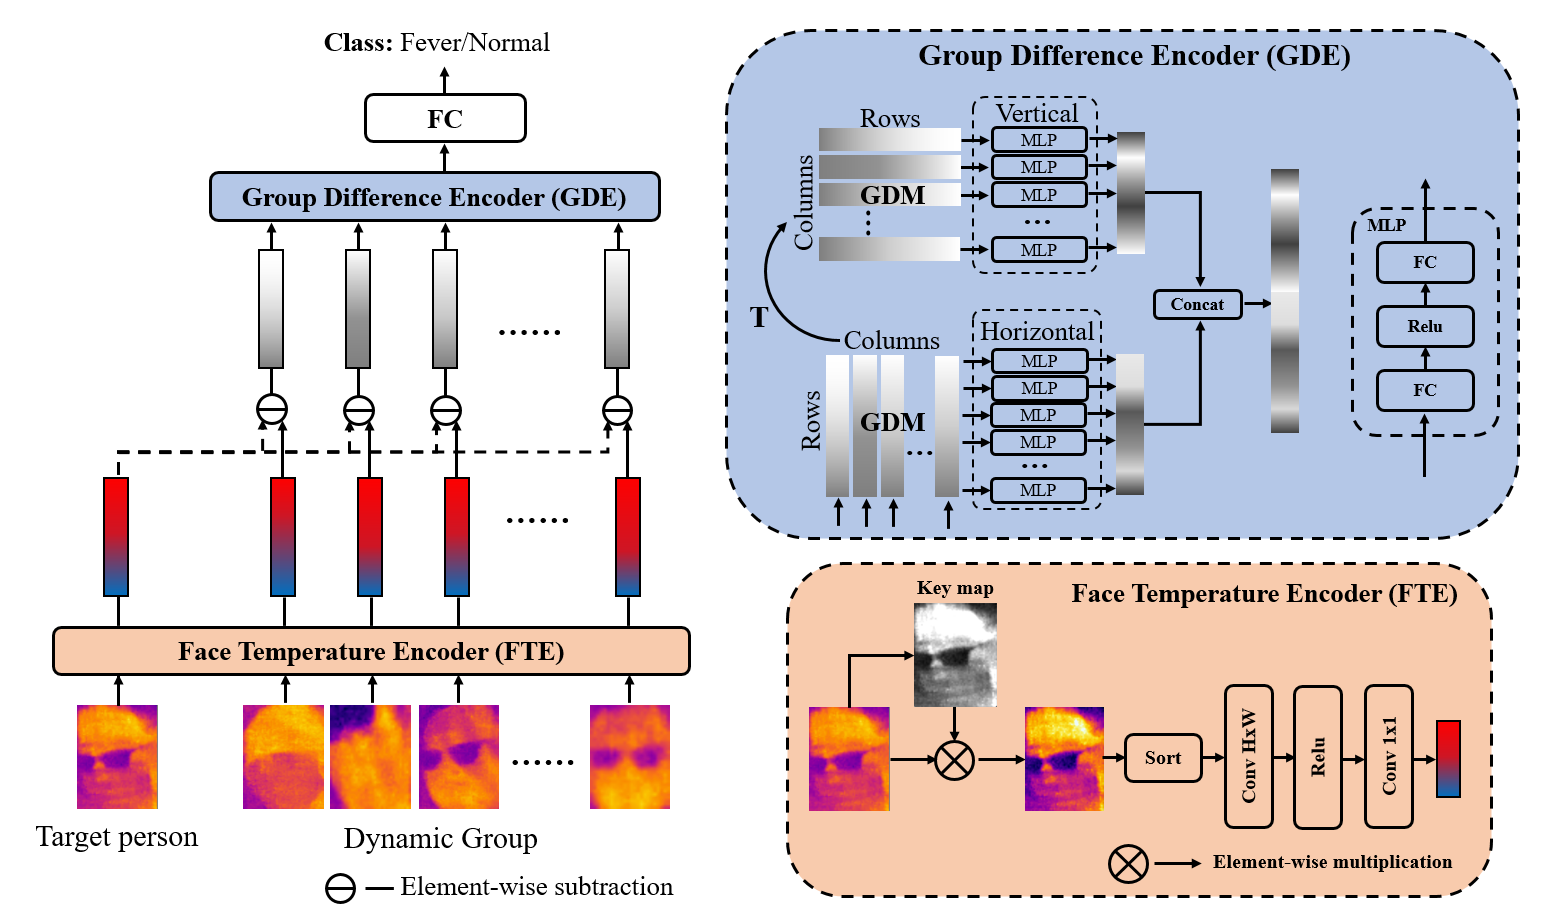 Class: Fever/Normal
FC
Group Difference Encoder (GDE)
......
......
Face Temperature Encoder (FTE)
......
Target person
Dynamic Group
Element-wise subtraction
Group Difference Encoder (GDE)
Rows
Columns
GDM
Vertical
MLP
MLP
MLP
...
MLP
T
Columns
Rows
GDM
...
Horizontal
MLP
MLP
MLP
MLP
...
MLP
Concat
MLP
FC
Relu
FC
Key map
Face Temperature Encoder (FTE)
Sort
Conv HxW
Relu
Conv 1x1
Element-wise multiplication